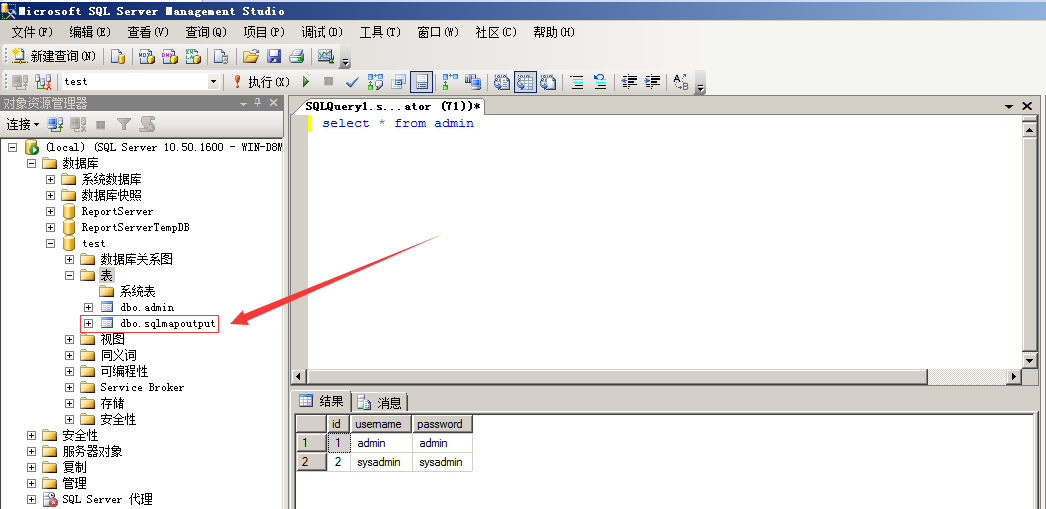 Microsoft SQL Server Management Studio
文件(F) 编辑(E) 查看(V) 查询(Q) 项目(P) 调试(D) 工具(T) 窗口(W) 社区(C) 帮助(H)
新建查询(N)
test 执行(X)
对象资源管理器
连接
(local) (SQL Server 10.50.1600 - WIN-D8M
数据库
系统数据库
数据库快照
ReportServer
ReportServerTempDB
test
数据库关系图
表
系统表
dbo.admin
dbo.sqlmapoutput
视图
同义词
可编程性
Service Broker
存储
安全性
安全性
服务器对象
复制
管理
SQL Server 代理
SQLQuery1.s...ator (71))*
select * from admin
结果 消息
id username password
1 1 admin admin
2 2 sysadmin sysadmin